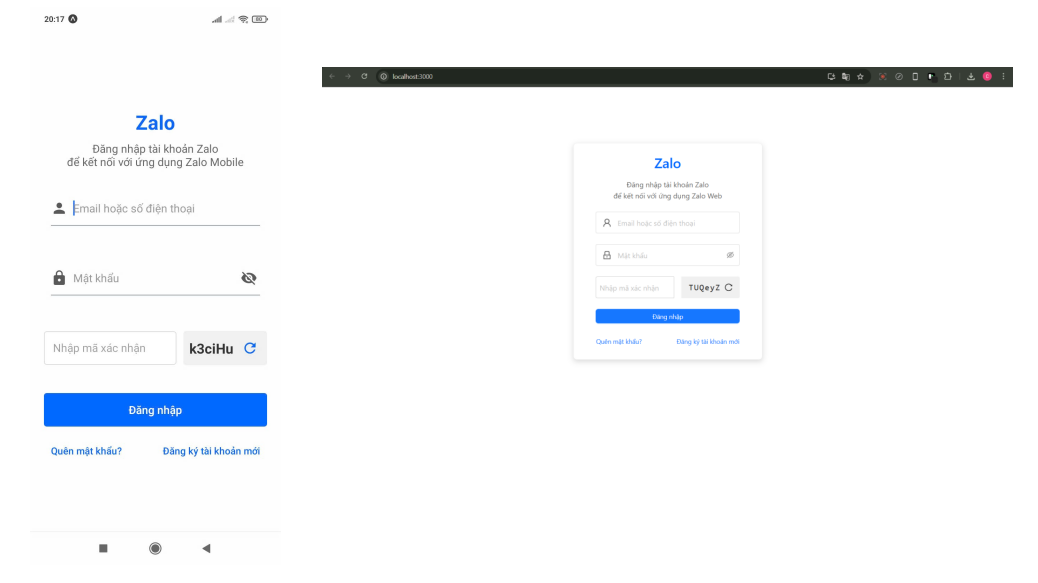 20:17
80
Zalo
Đăng nhập tài khoản Zalo
để kết nối với ứng dụng Zalo Mobile
Email hoặc số điện thoại
Mật khẩu
Nhập mã xác nhận
k3ciHu
Đăng nhập
Quên mật khẩu?
Đăng ký tài khoản mới
localhost:3000
Zalo
Đăng nhập tài khoản Zalo
để kết nối với ứng dụng Zalo Web
Email hoặc số điện thoại
Mật khẩu
Nhập mã xác nhận
TUQeyZ
Đăng nhập
Quên mật khẩu?
Đăng ký tài khoản mới